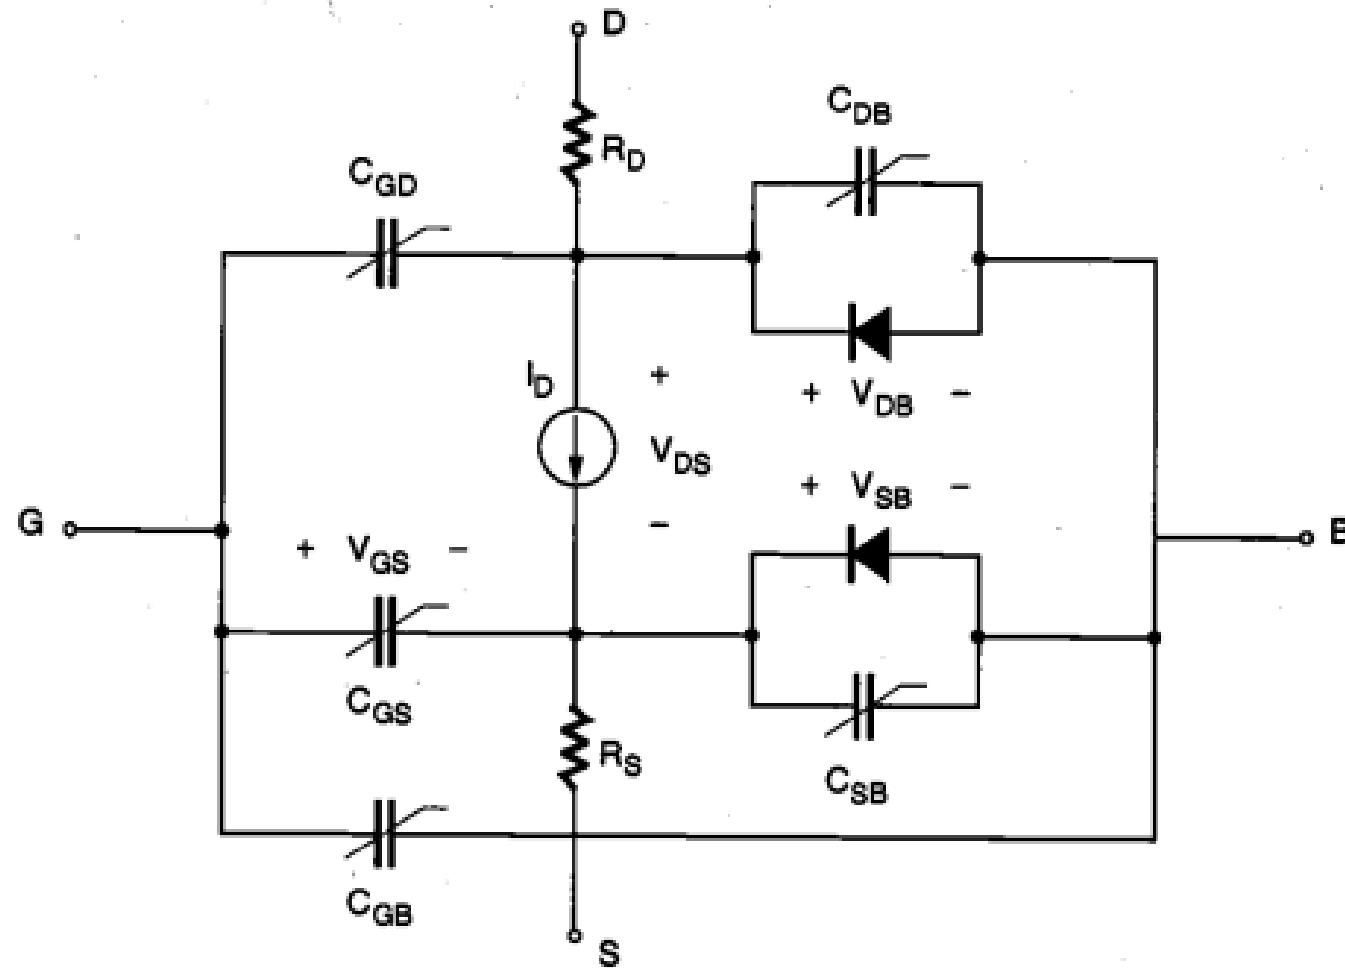 D
C_DB
R_D
C_GD
I_D
+
+ V_DB −
V_DS
+ V_SB −
G
−
B
+ V_GS −
C_GS
R_S
C_SB
C_GB
S